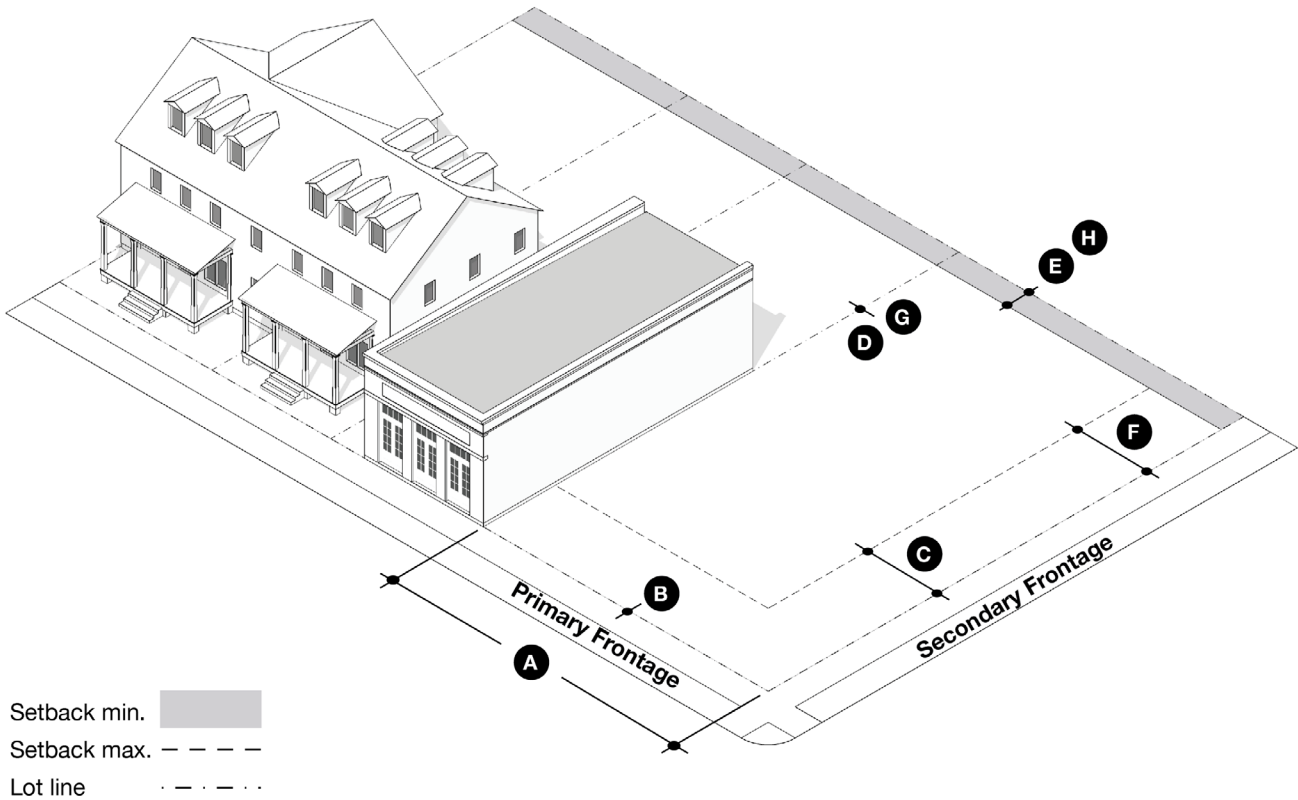 H
E
G
D
F
C
B
Primary Frontage
Secondary Frontage
A
Setback min.
Setback max.
Lot line